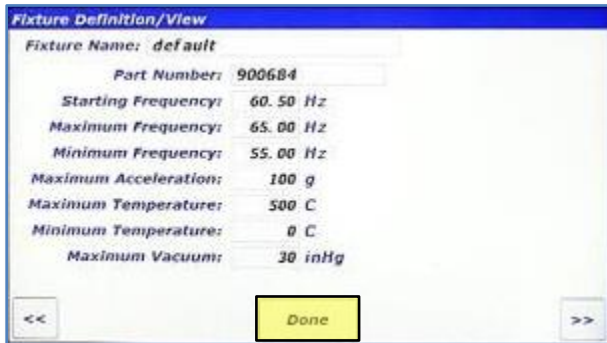 Fixture Definition/View
Fixture Name: default
Part Number: 900684
Starting Frequency: 60.50 Hz
Maximum Frequency: 65.00 Hz
Minimum Frequency: 55.00 Hz
Maximum Acceleration: 100 g
Maximum Temperature: 500 C
Minimum Temperature: 0 C
Maximum Vacuum: 30 inHg
<< Done >>